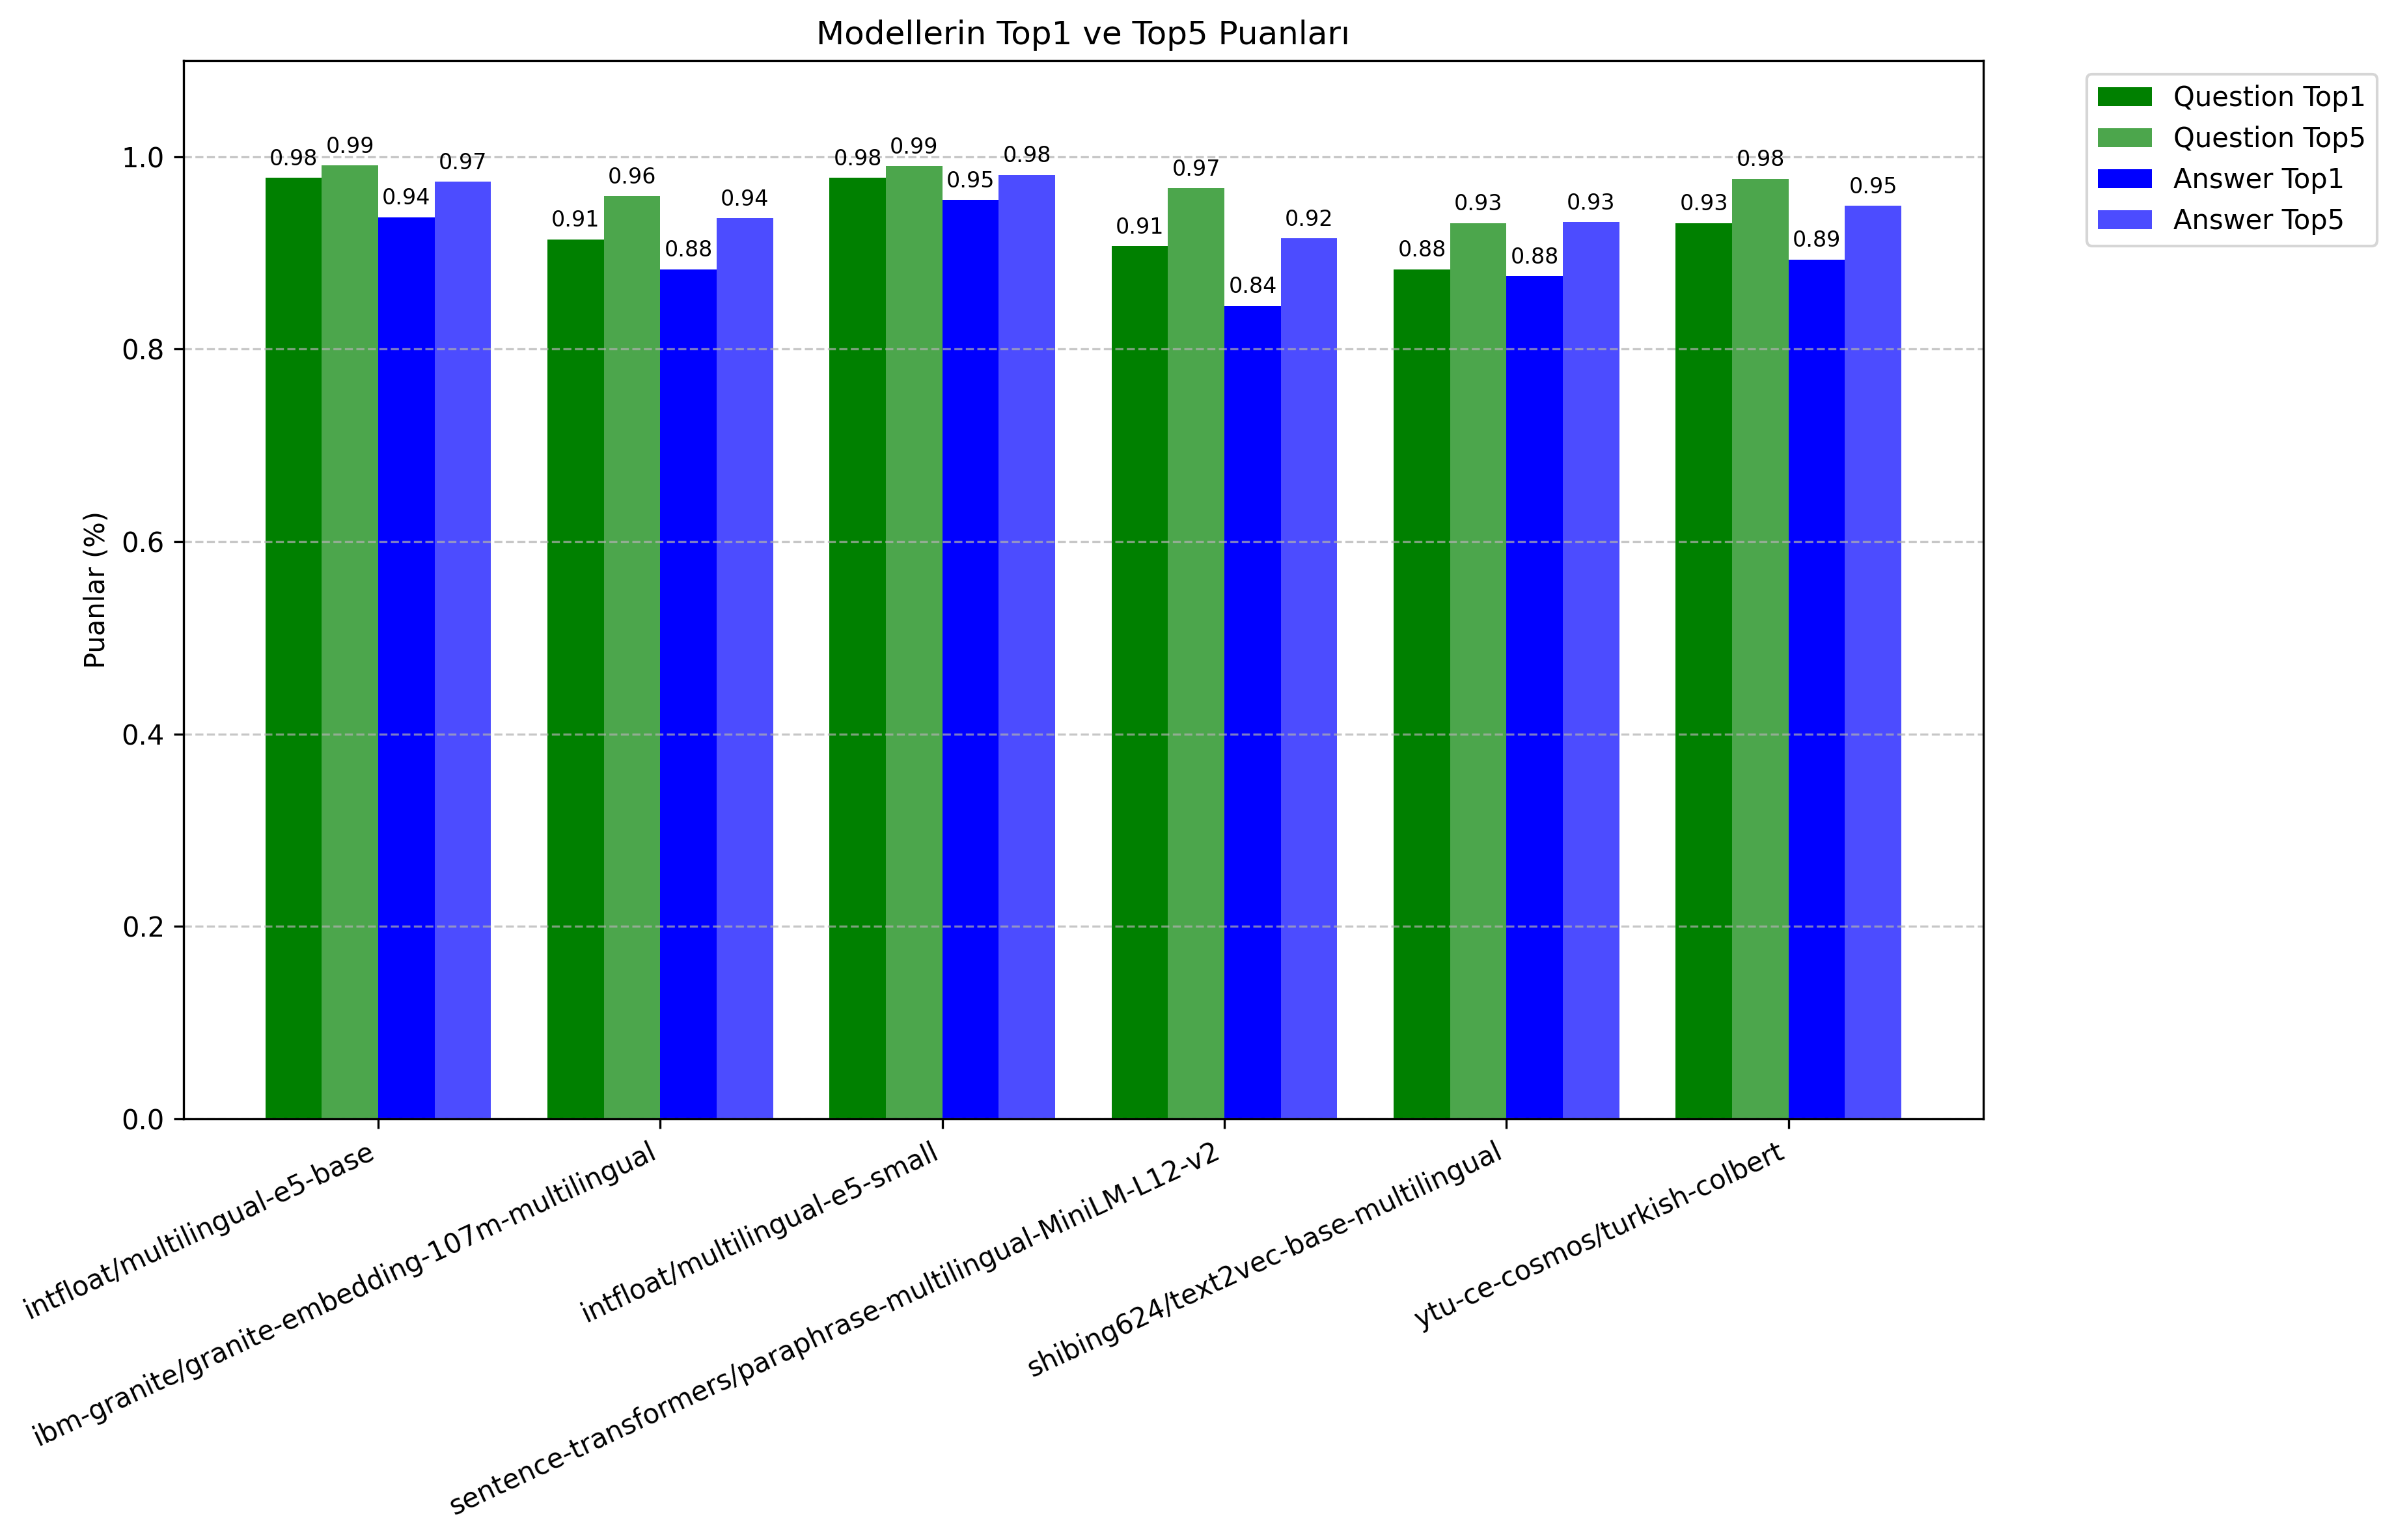 Modellerin Top1 ve Top5 Puanları
Question Top1
Question Top5
Answer Top1
Answer Top5
Puanlar (%)
1.0
0.8
0.6
0.4
0.2
0.0
0.98 0.99 0.94 0.97
0.91 0.96 0.88 0.94
0.98 0.99 0.95 0.98
0.91 0.97 0.84 0.92
0.88 0.93 0.88 0.93
0.93 0.98 0.89 0.95
intfloat/multilingual-e5-base
ibm-granite/granite-embedding-107m-multilingual
intfloat/multilingual-e5-small
sentence-transformers/paraphrase-multilingual-MiniLM-L12-v2
shibing624/text2vec-base-multilingual
ytu-ce-cosmos/turkish-colbert